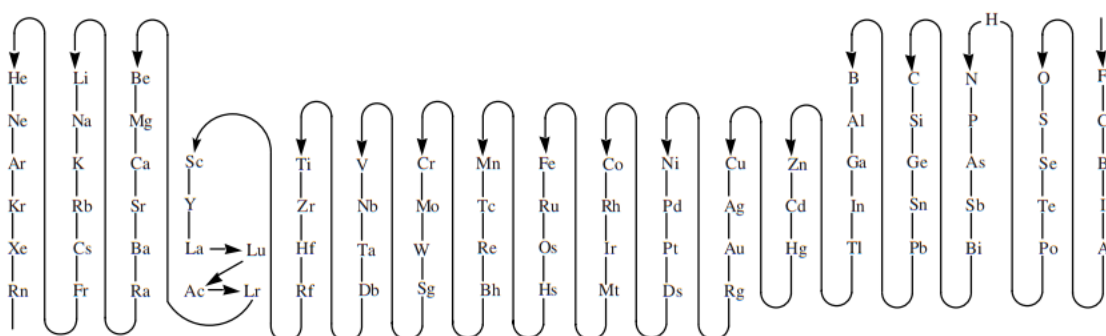 H
He Li Be B C N O F
Ne Na Mg Al Si P S C
Ar K Ca Sc Ti V Cr Mn Fe Co Ni Cu Zn Ga Ge As Se B
Kr Rb Sr Y Zr Nb Mo Tc Ru Rh Pd Ag Cd In Sn Sb Te I
Xe Cs Ba La Lu Hf Ta W Re Os Ir Pt Au Hg Tl Pb Bi Po A
Rn Fr Ra Ac Lr Rf Db Sg Bh Hs Mt Ds Rg